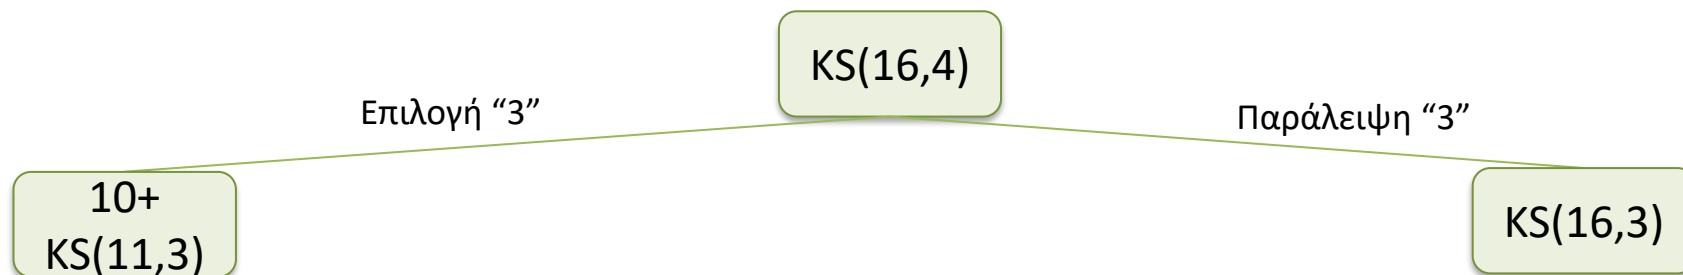 KS(16,4)
Επιλογή “3”
Παράλειψη “3”
10+
KS(11,3)
KS(16,3)